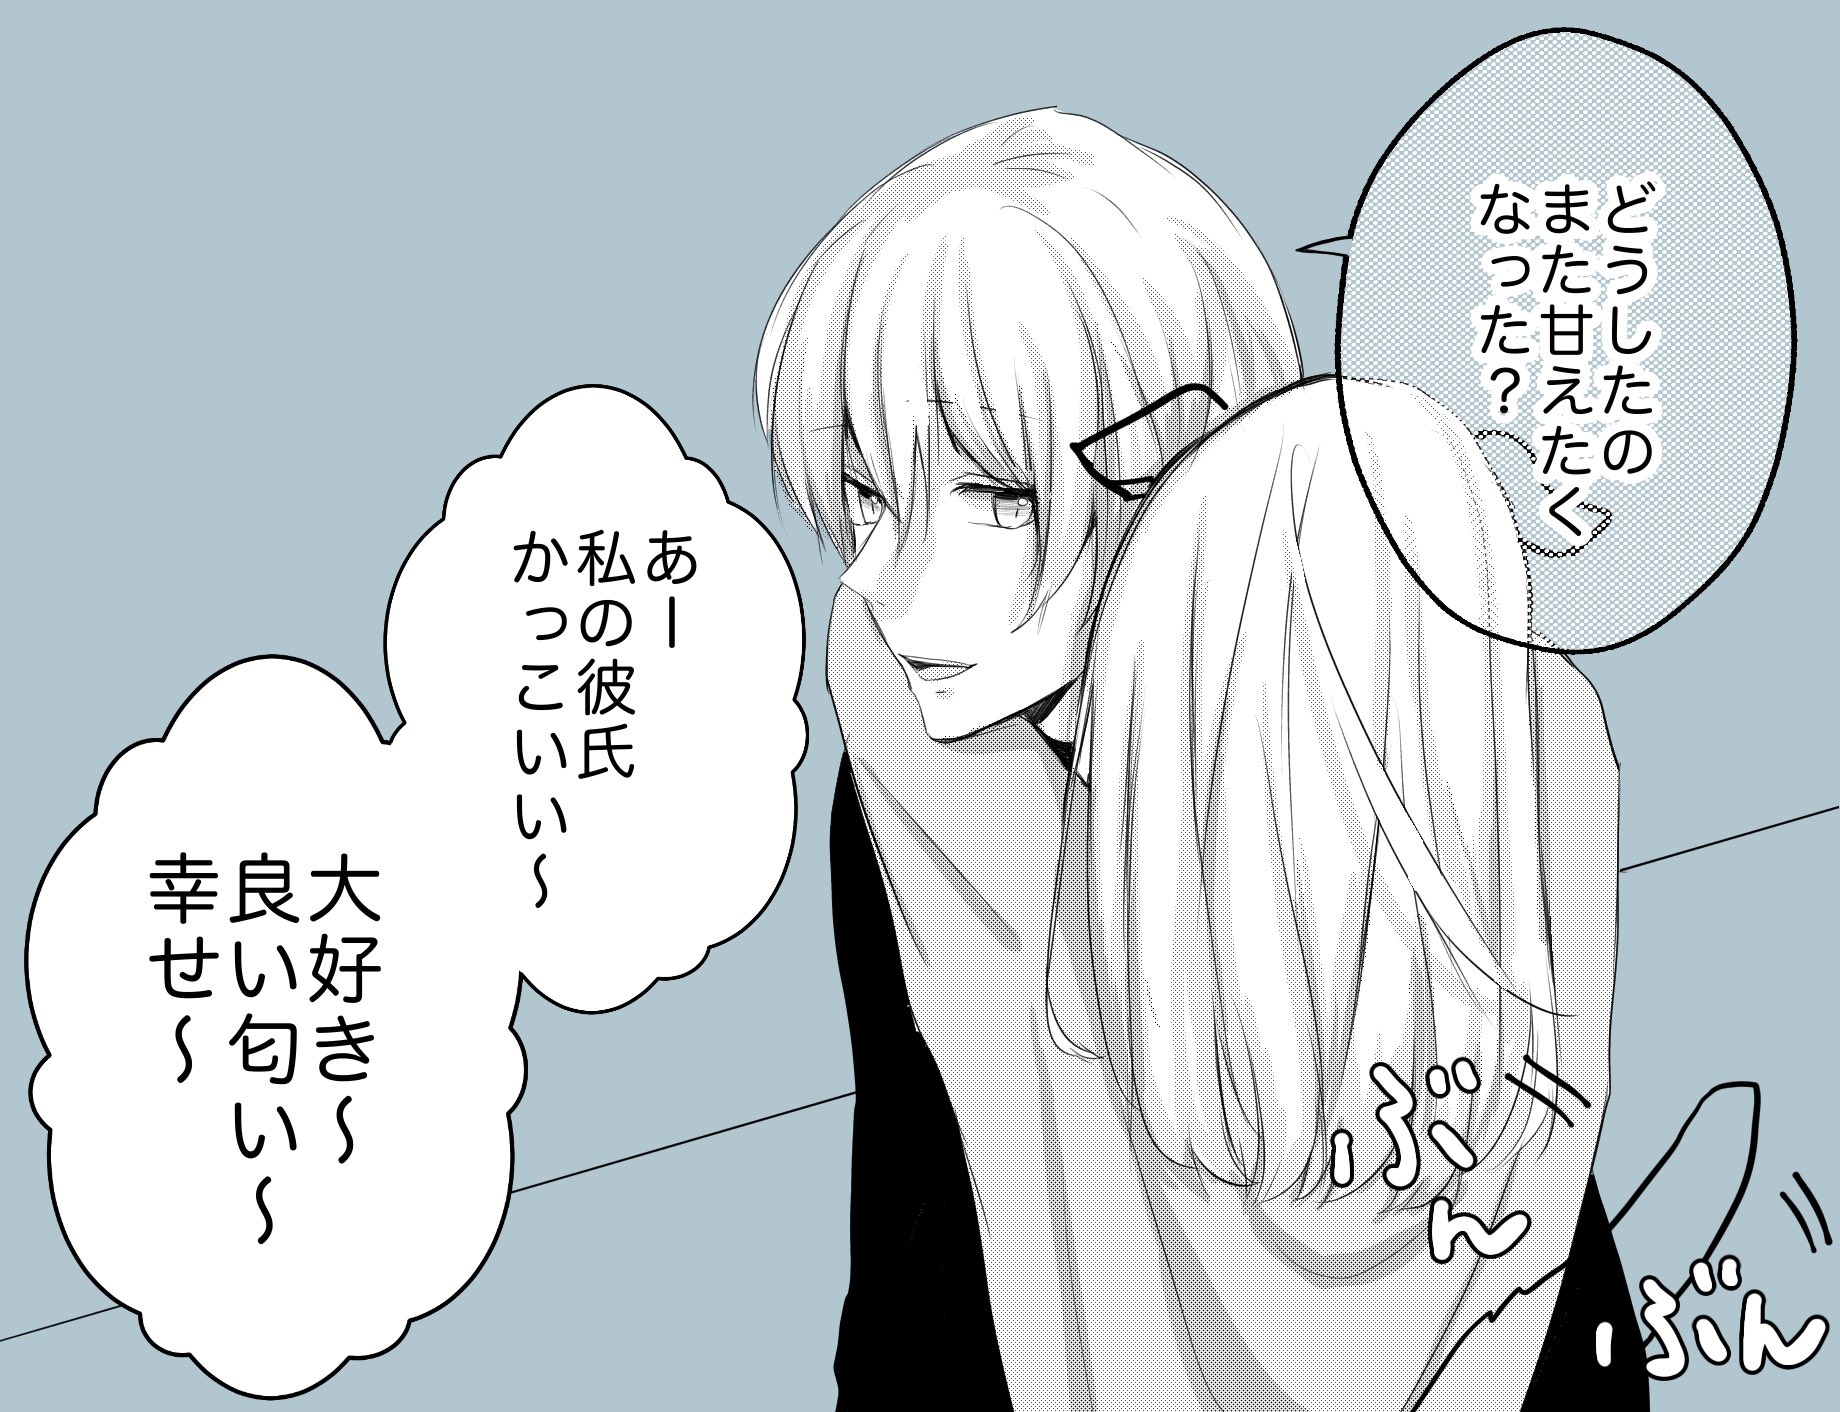 どうしたの
また甘えたく
なった？
あー
私の彼氏
かっこいい～
大好き～
良い匂い～
幸せ～
ぶん
ぶん